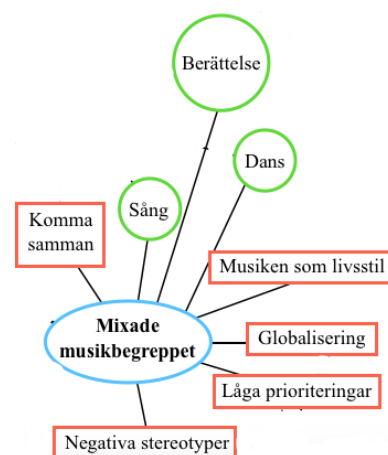 Berättelse
Dans
Sång
Komma
samman
Musiken som livsstil
Mixade
musikbegreppet
Globalisering
Låga prioriteringar
Negativa stereotyper